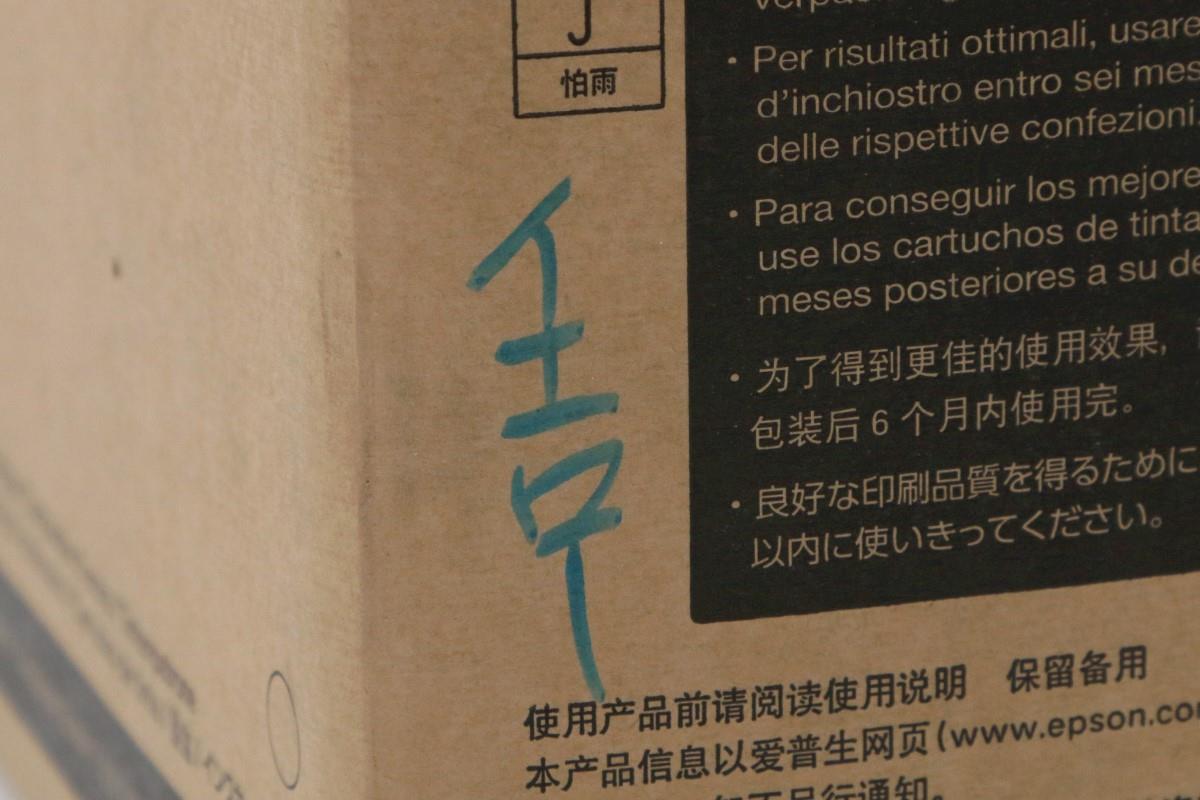 怕雨
Per risultati ottimali, usare
d'inchiostro entro sei mes
delle rispettive confezioni.
Para conseguir los mejore
use los cartuchos de tinta
meses posteriores a su de
为了得到更佳的使用效果，
包装后 6 个月内使用完。
良好な印刷品質を得るために
以内に使いきってください。
使用产品前请阅读使用说明 保留备用
本产品信息以爱普生网页(www.epson.co